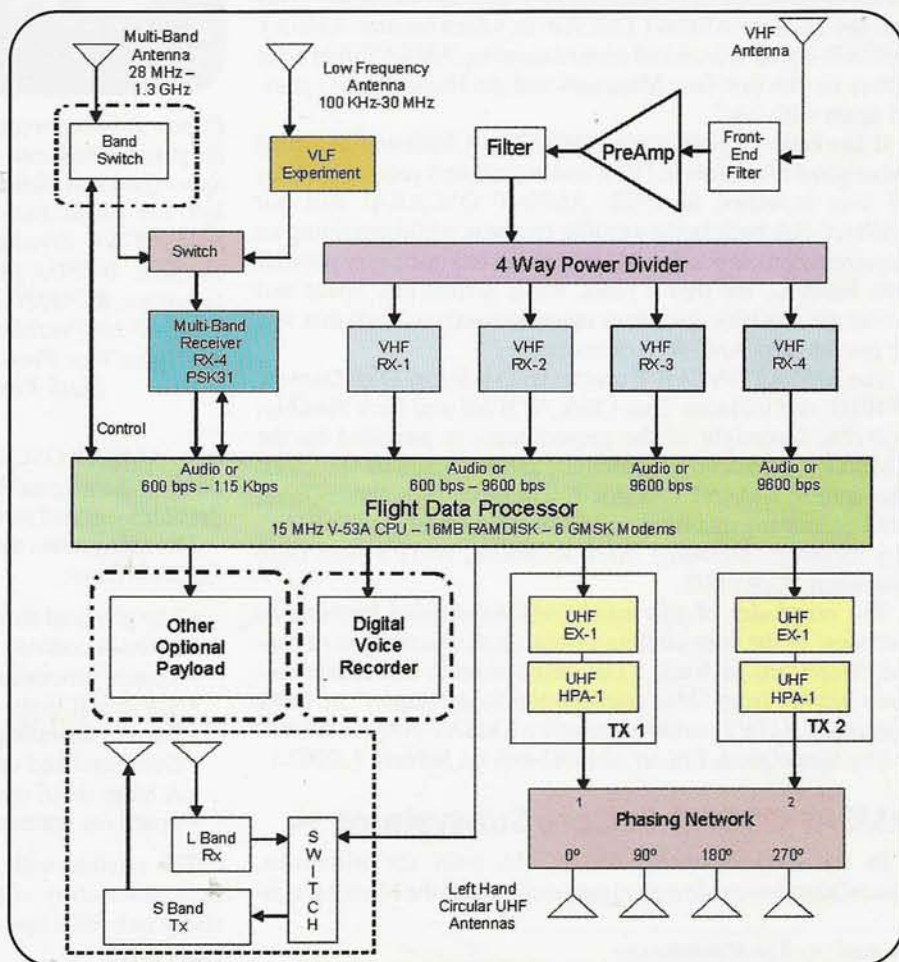 Multi-Band
Antenna
28 MHz –
1.3 GHz
Low Frequency
Antenna
100 KHz-30 MHz
VHF
Antenna
Band
Switch
VLF
Experiment
Filter
PreAmp
Front-
End
Filter
Switch
4 Way Power Divider
Multi-Band
Receiver
RX-4
PSK31
VHF
RX-1
VHF
RX-2
VHF
RX-3
VHF
RX-4
Control
Audio or
600 bps – 115 Kbps
Audio or
600 bps – 9600 bps
Audio or
9600 bps
Audio or
9600 bps
Flight Data Processor
15 MHz V-53A CPU – 16MB RAMDISK - 6 GMSK Modems
Other
Optional
Payload
Digital
Voice
Recorder
UHF
EX-1
UHF
EX-1
UHF
HPA-1
UHF
HPA-1
TX 1
TX 2
L Band
Rx
S Band
Tx
S
W
I
T
C
H
1
2
Phasing Network
0°
90°
180°
270°
Left Hand
Circular UHF
Antennas